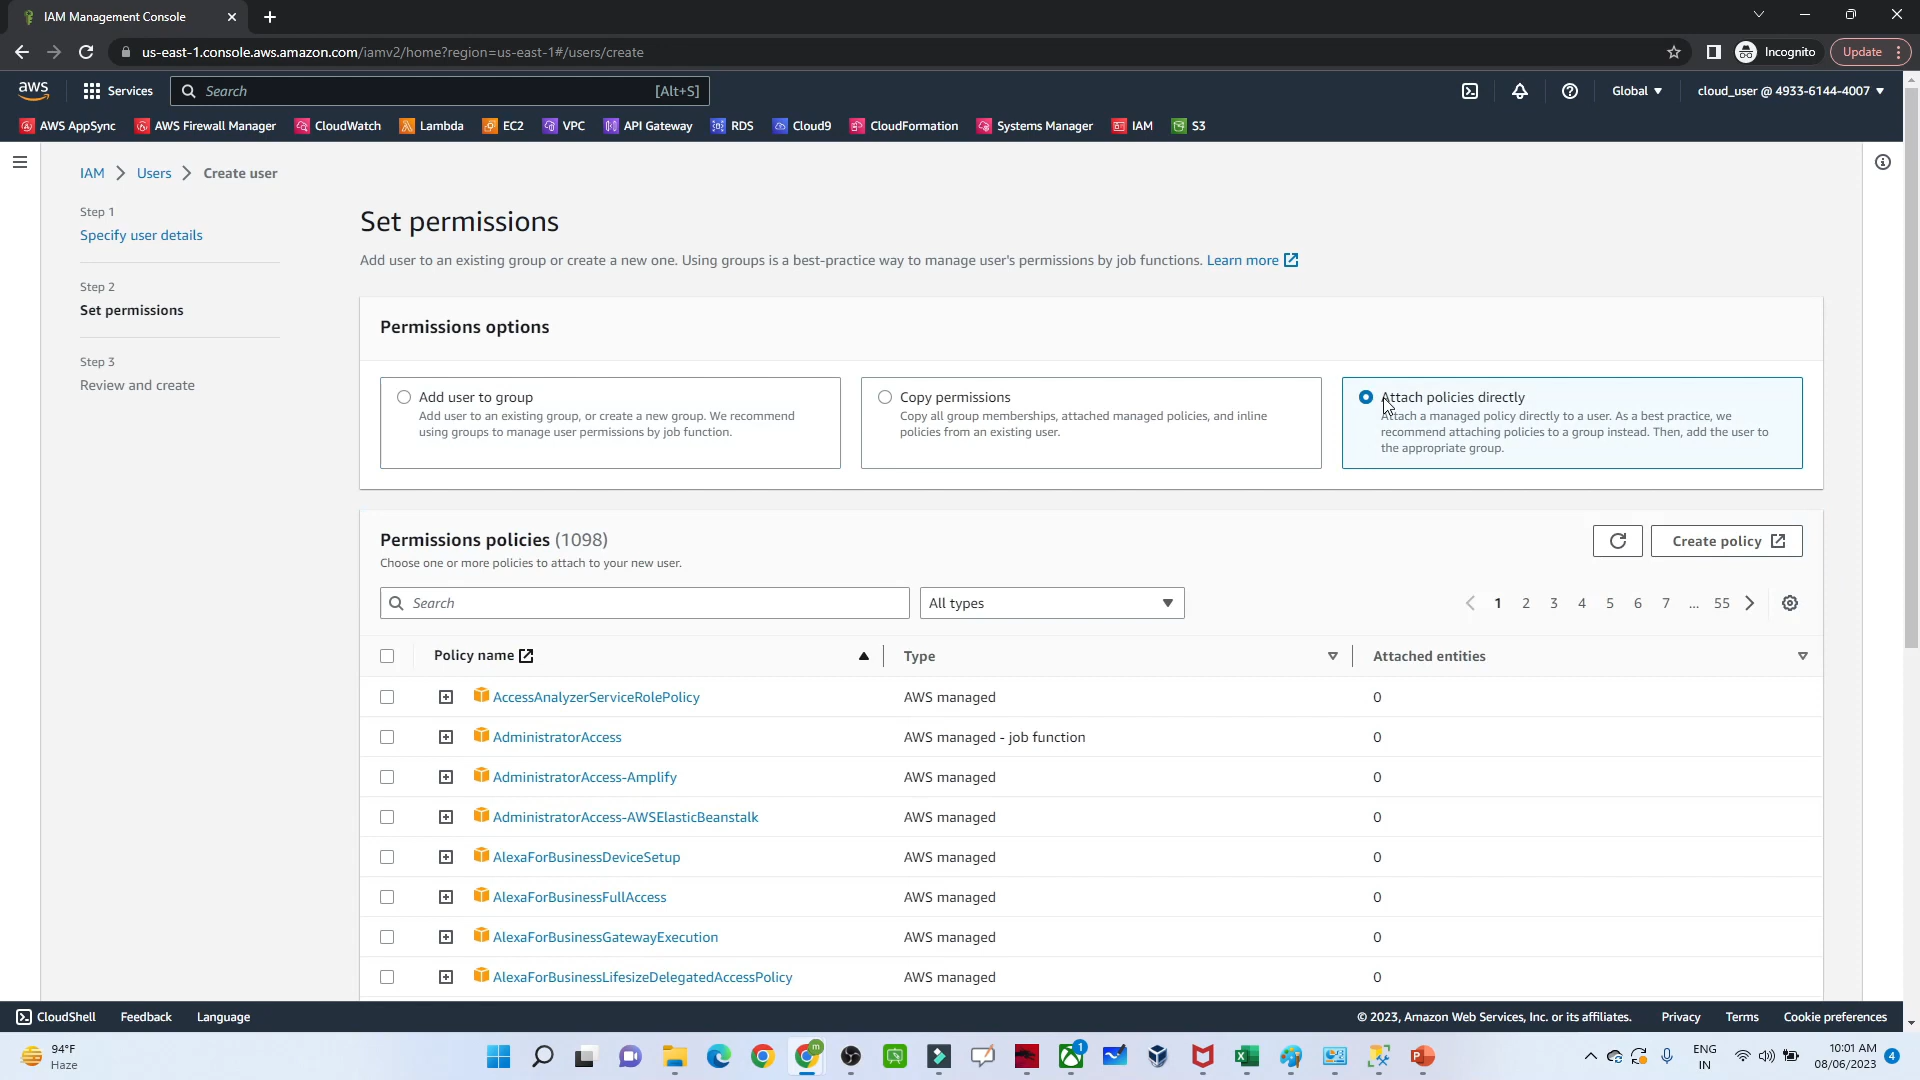 IAM Management Console
us-east-1.console.aws.amazon.com/iamv2/home?region=us-east-1#/users/create
Incognito
Update
aws
Services
Search
[Alt+S]
Global
cloud_user @ 4933-6144-4007
AWS AppSync
AWS Firewall Manager
CloudWatch
Lambda
EC2
VPC
API Gateway
RDS
Cloud9
CloudFormation
Systems Manager
IAM
S3
IAM
Users
Create user
Step 1
Specify user details
Step 2
Set permissions
Step 3
Review and create
Set permissions
Add user to an existing group or create a new one. Using groups is a best-practice way to manage user's permissions by job functions. Learn more
Permissions options
Add user to group
Add user to an existing group, or create a new group. We recommend
using groups to manage user permissions by job function.
Copy permissions
Copy all group memberships, attached managed policies, and inline
policies from an existing user.
Attach policies directly
Attach a managed policy directly to a user. As a best practice, we
recommend attaching policies to a group instead. Then, add the user to
the appropriate group.
Permissions policies (1098)
Choose one or more policies to attach to your new user.
Create policy
Search
All types
1 2 3 4 5 6 7 ... 55
Policy name
Type
Attached entities
AccessAnalyzerServiceRolePolicy
AWS managed
0
AdministratorAccess
AWS managed - job function
0
AdministratorAccess-Amplify
AWS managed
0
AdministratorAccess-AWSElasticBeanstalk
AWS managed
0
AlexaForBusinessDeviceSetup
AWS managed
0
AlexaForBusinessFullAccess
AWS managed
0
AlexaForBusinessGatewayExecution
AWS managed
0
AlexaForBusinessLifesizeDelegatedAccessPolicy
AWS managed
0
CloudShell
Feedback
Language
© 2023, Amazon Web Services, Inc. or its affiliates.
Privacy
Terms
Cookie preferences
94°F
Haze
m
1
ENG
IN
10:01 AM
08/06/2023
4